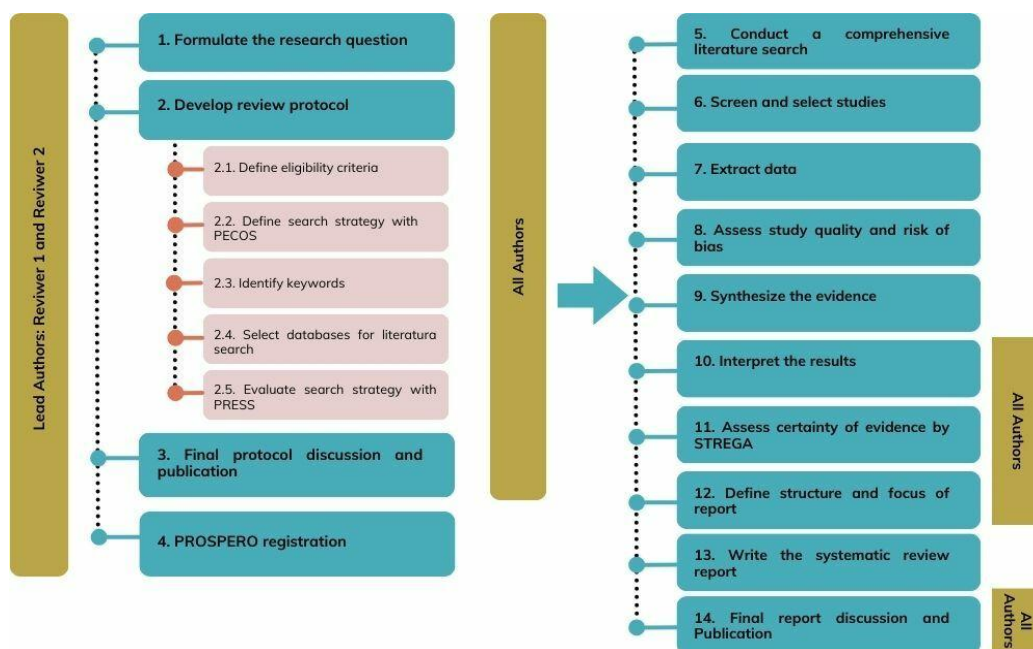 Lead Authors: Reviwer 1 and Reviwer 2
1. Formulate the research question
2. Develop review protocol
2.1. Define eligibility criteria
2.2. Define search strategy with
PECOS
2.3. Identify keywords
2.4. Select databases for literatura
search
2.5. Evaluate search strategy with
PRESS
3. Final protocol discussion and
publication
4. PROSPERO registration
All Authors
5. Conduct a comprehensive
literature search
6. Screen and select studies
7. Extract data
8. Assess study quality and risk of
bias
9. Synthesize the evidence
10. Interpret the results
11. Assess certainty of evidence by
STREGA
12. Define structure and focus of
report
13. Write the systematic review
report
14. Final report discussion and
Publication
All Authors
All
Authors